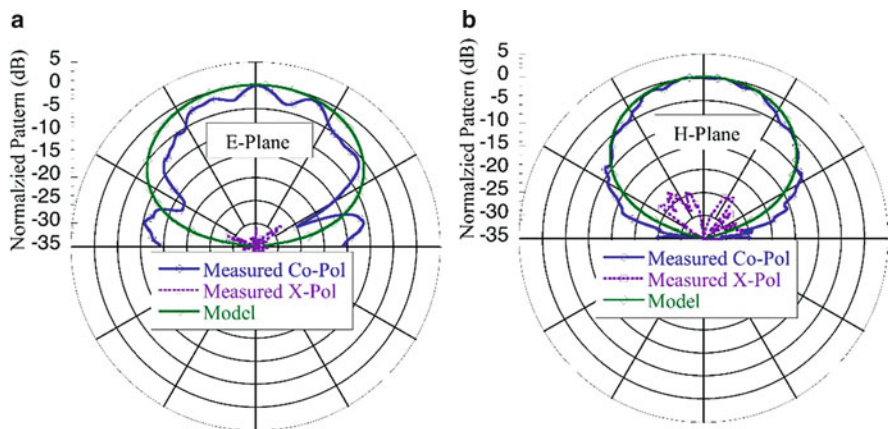 a
Normalzied Pattern (dB)
5
0
-5
-10
-15
-20
-25
-30
-35
E-Plane
Measured Co-Pol
Measured X-Pol
Model
b
Normalzied Pattern (dB)
5
0
-5
-10
-15
-20
-25
-30
-35
H-Plane
Measured Co-Pol
Measured X-Pol
Model